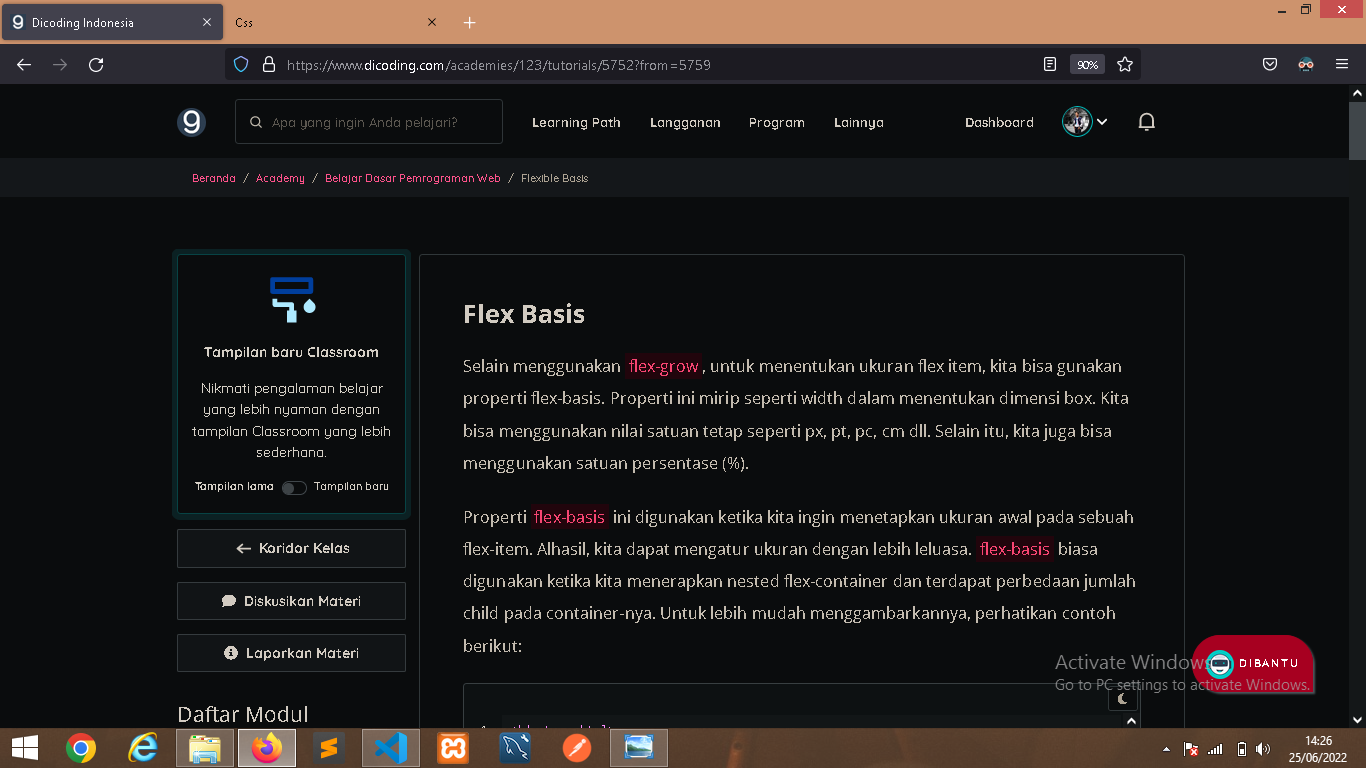 Dicoding Indonesia
Css
https://www.dicoding.com/academies/123/tutorials/5752?from=5759
90%
Apa yang ingin Anda pelajari?
Learning Path
Langganan
Program
Lainnya
Dashboard
Beranda / Academy / Belajar Dasar Pemrograman Web / Flexible Basis
Tampilan baru Classroom
Nikmati pengalaman belajar
yang lebih nyaman dengan
tampilan Classroom yang lebih
sederhana.
Tampilan lama Tampilan baru
Koridor Kelas
Diskusikan Materi
Laporkan Materi
Daftar Modul
Flex Basis
Selain menggunakan flex-grow, untuk menentukan ukuran flex item, kita bisa gunakan
properti flex-basis. Properti ini mirip seperti width dalam menentukan dimensi box. Kita
bisa menggunakan nilai satuan tetap seperti px, pt, pc, cm dll. Selain itu, kita juga bisa
menggunakan satuan persentase (%).
Properti flex-basis ini digunakan ketika kita ingin menetapkan ukuran awal pada sebuah
flex-item. Alhasil, kita dapat mengatur ukuran dengan lebih leluasa. flex-basis biasa
digunakan ketika kita menerapkan nested flex-container dan terdapat perbedaan jumlah
child pada container-nya. Untuk lebih mudah menggambarkannya, perhatikan contoh
berikut:
DIBANTU
Activate Windows
Go to PC settings to activate Windows.
14:26
25/06/2022